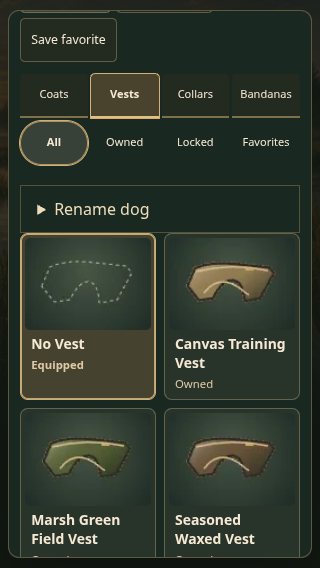 Save favorite
Coats Vests Collars Bandanas
All Owned Locked Favorites
▶ Rename dog
No Vest
Equipped
Canvas Training
Vest
Owned
Marsh Green
Field Vest
Seasoned
Waxed Vest